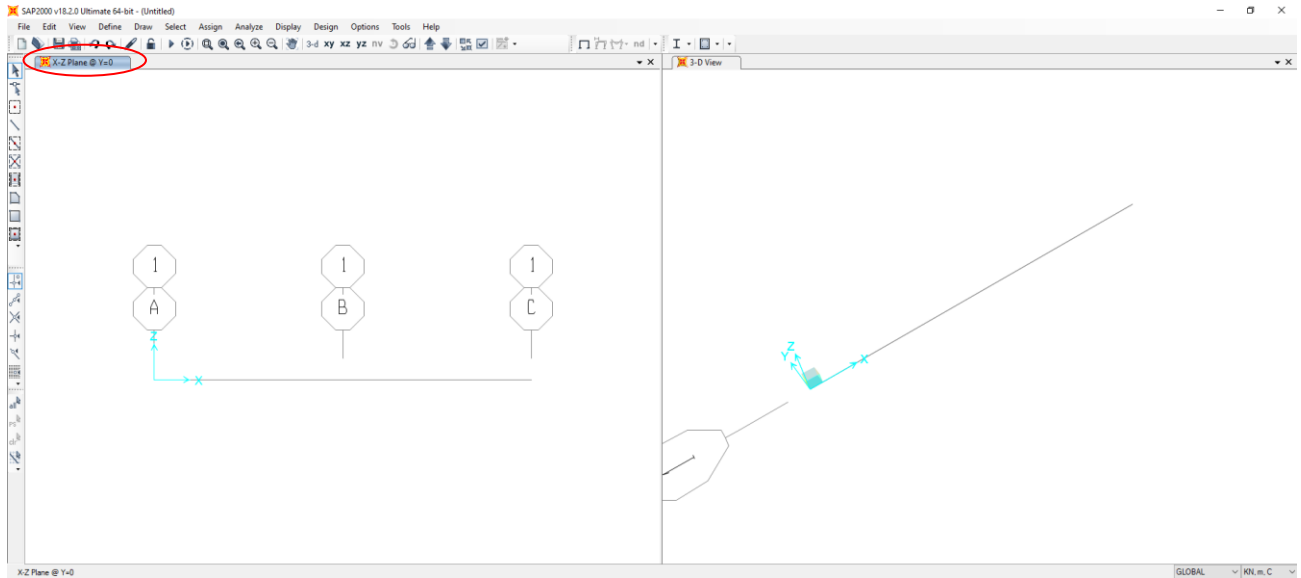 SAP2000 v18.2.0 Ultimate 64-bit - (Untitled)
File Edit View Define Draw Select Assign Analyze Display Design Options Tools Help
3-d xy xz yz nv nd
X-Z Plane @ Y=0
3-D View
1 1 1
A B C
Z
X
Z
Y
X
X-Z Plane @ Y=0
GLOBAL
KN, m, C